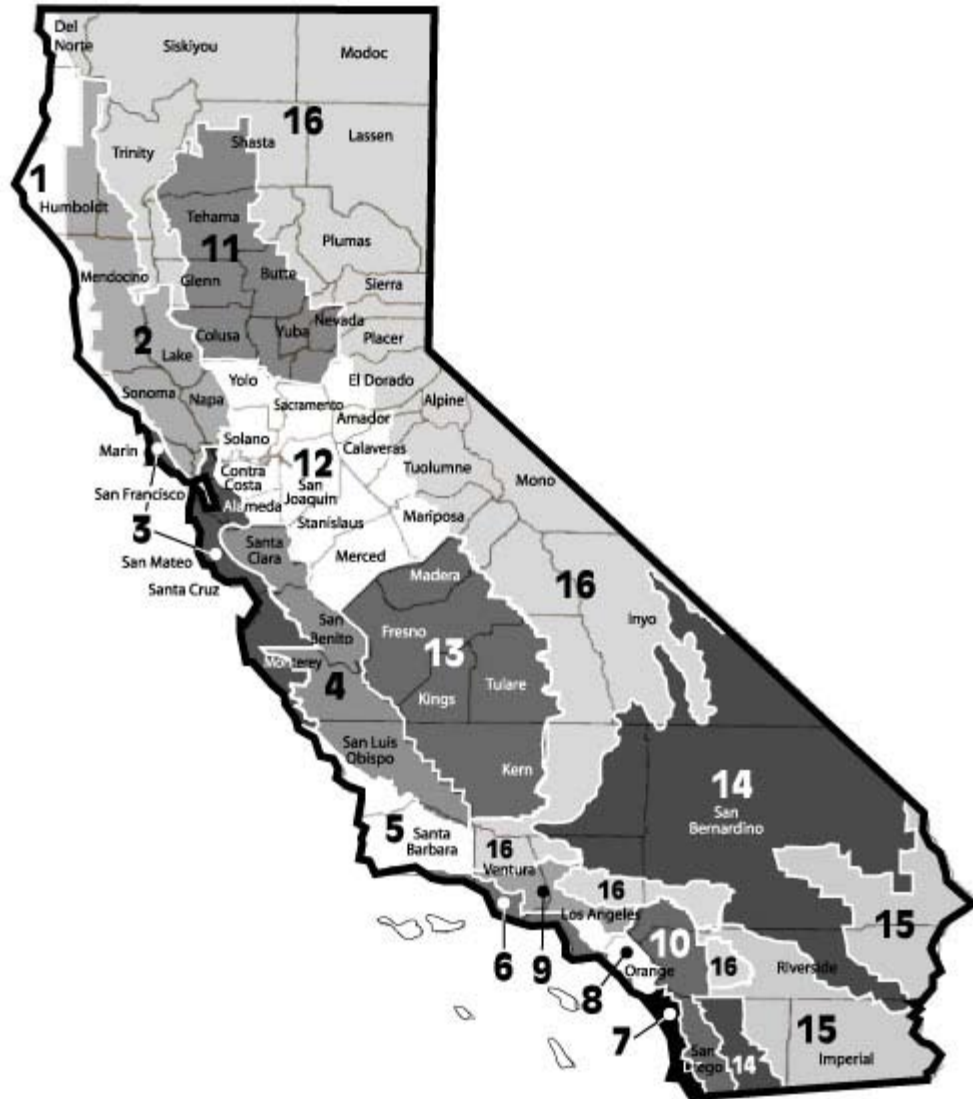 Del
Norte
Siskiyou
Modoc
16
Shasta
Lassen
Trinity
1
Humboldt
Tehama
11
Plumas
Mendocino
Glenn
Butte
Sierra
Nevada
2
Colusa
Yuba
Placer
Lake
Yolo
El Dorado
Sonoma
Napa
Sacramento
Alpine
Amador
Solano
Marin
Calaveras
12
Contra
Costa
Tuolumne
San
Joaquin
Mono
San Francisco
Alameda
Mariposa
Stanislaus
3
Santa
Clara
Merced
San Mateo
Madera
16
Santa Cruz
San
Benito
Fresno
Inyo
13
Monterey
4
Kings
Tulare
San Luis
Obispo
Kern
14
San
Bernardino
5
Santa
Barbara
16
Ventura
16
Los Angeles
15
10
6
9
8
Orange
16
Riverside
7
15
San
Diego
14
Imperial